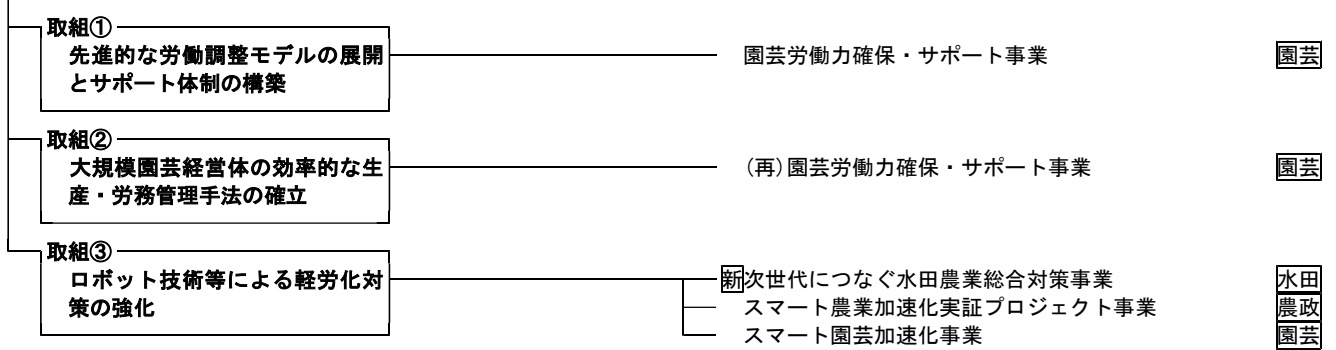 取組①
先進的な労働調整モデルの展開 園芸労働力確保・サポート事業 園芸
とサポート体制の構築
取組②
大規模園芸経営体の効率的な生 (再)園芸労働力確保・サポート事業 園芸
産・労務管理手法の確立
取組③
ロボット技術等による軽労化対 新次世代につなぐ水田農業総合対策事業 水田
策の強化 スマート農業加速化実証プロジェクト事業 農政
スマート園芸加速化事業 園芸